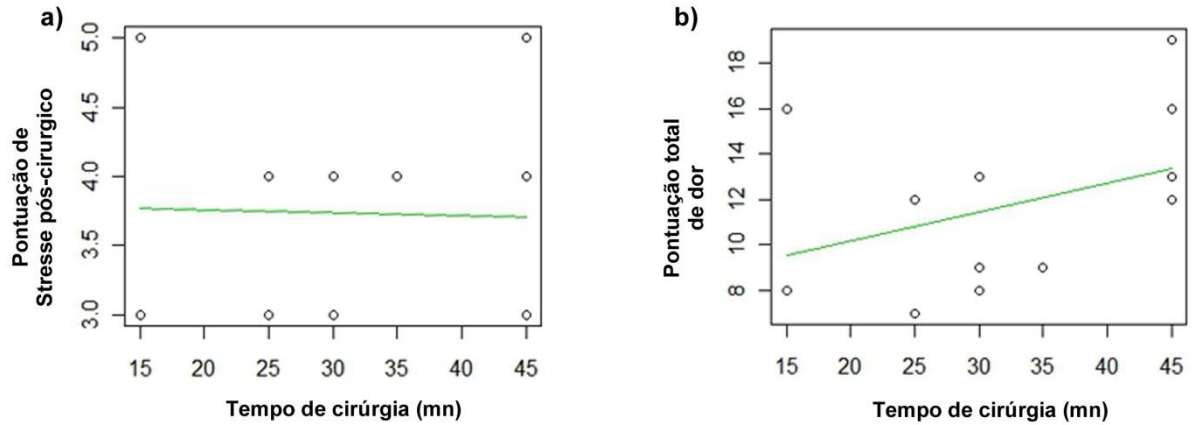 a)
Pontuação de
Stresse pós-cirurgico
5.0
4.5
4.0
3.5
3.0
15 20 25 30 35 40 45
Tempo de cirúrgia (mn)
b)
Pontuação total
de dor
18
16
14
12
10
8
15 20 25 30 35 40 45
Tempo de cirúrgia (mn)